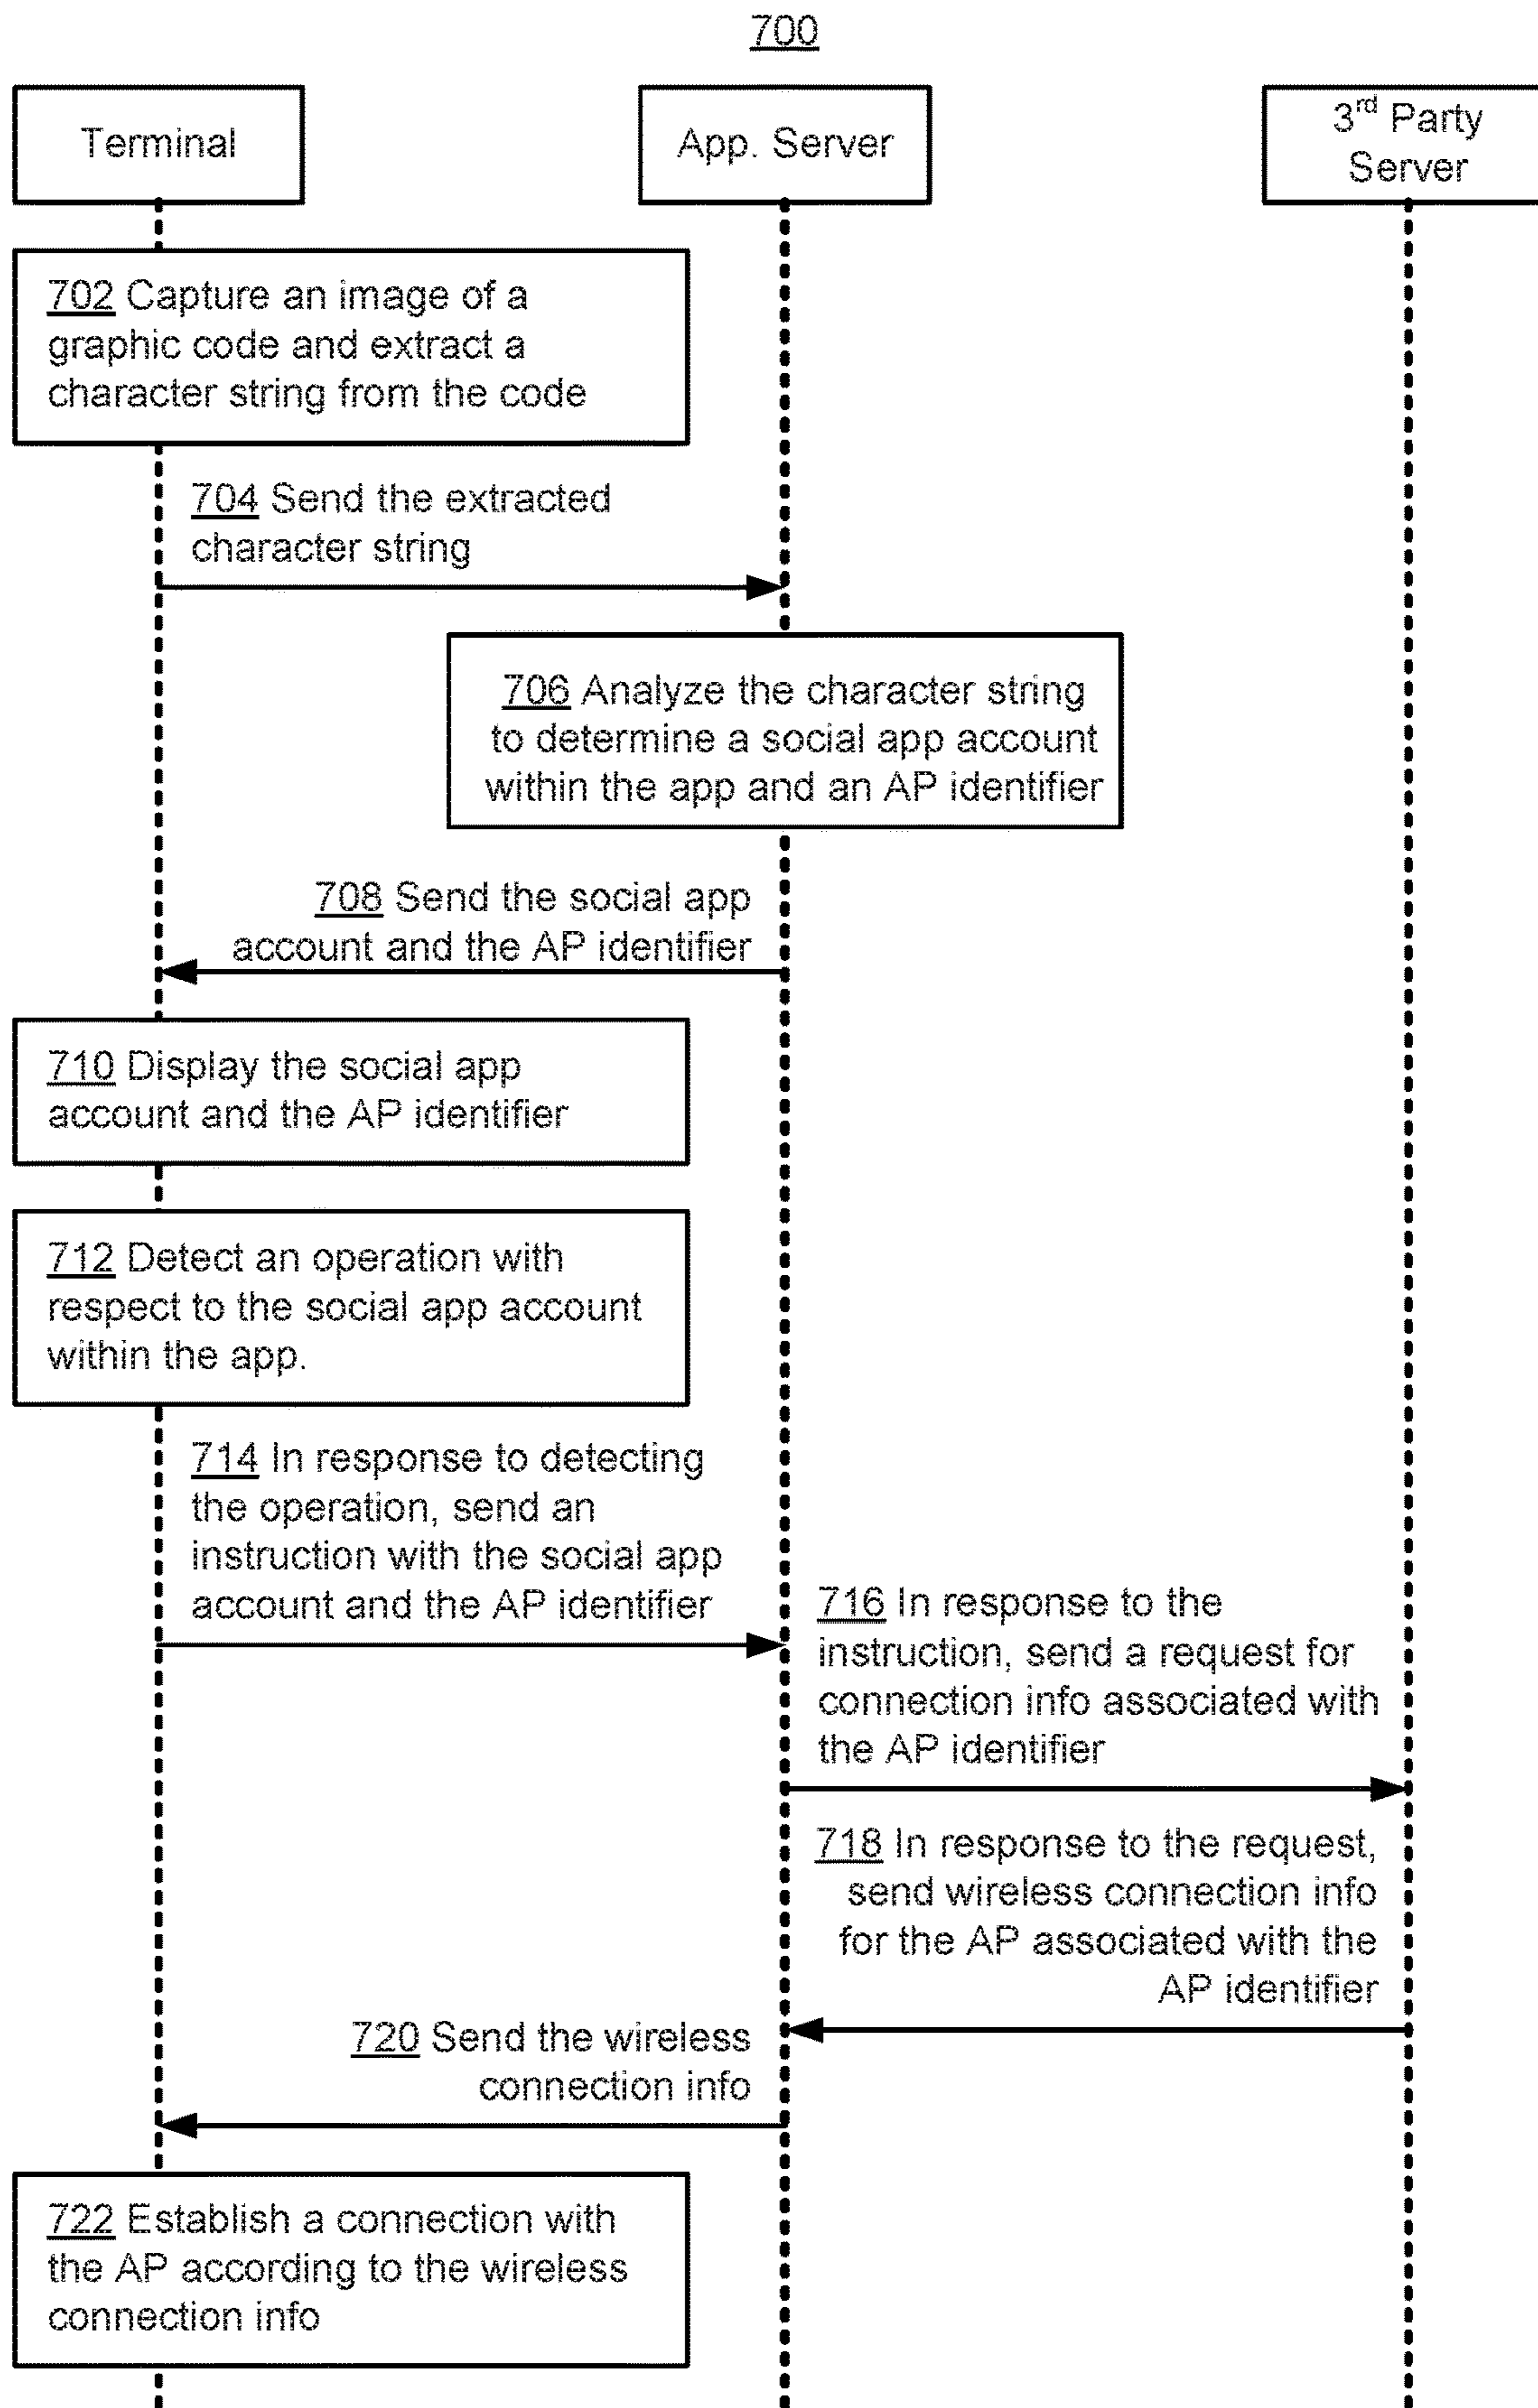 700
Terminal
App. Server
3rd Party
Server
702 Capture an image of a
graphic code and extract a
character string from the code
704 Send the extracted
character string
706 Analyze the character string
to determine a social app account
within the app and an AP identifier
708 Send the social app
account and the AP identifier
710 Display the social app
account and the AP identifier
712 Detect an operation with
respect to the social app account
within the app.
714 In response to detecting
the operation, send an
instruction with the social app
account and the AP identifier
716 In response to the
instruction, send a request for
connection info associated with
the AP identifier
718 In response to the request,
send wireless connection info
for the AP associated with the
AP identifier
720 Send the wireless
connection info
722 Establish a connection with
the AP according to the wireless
connection info